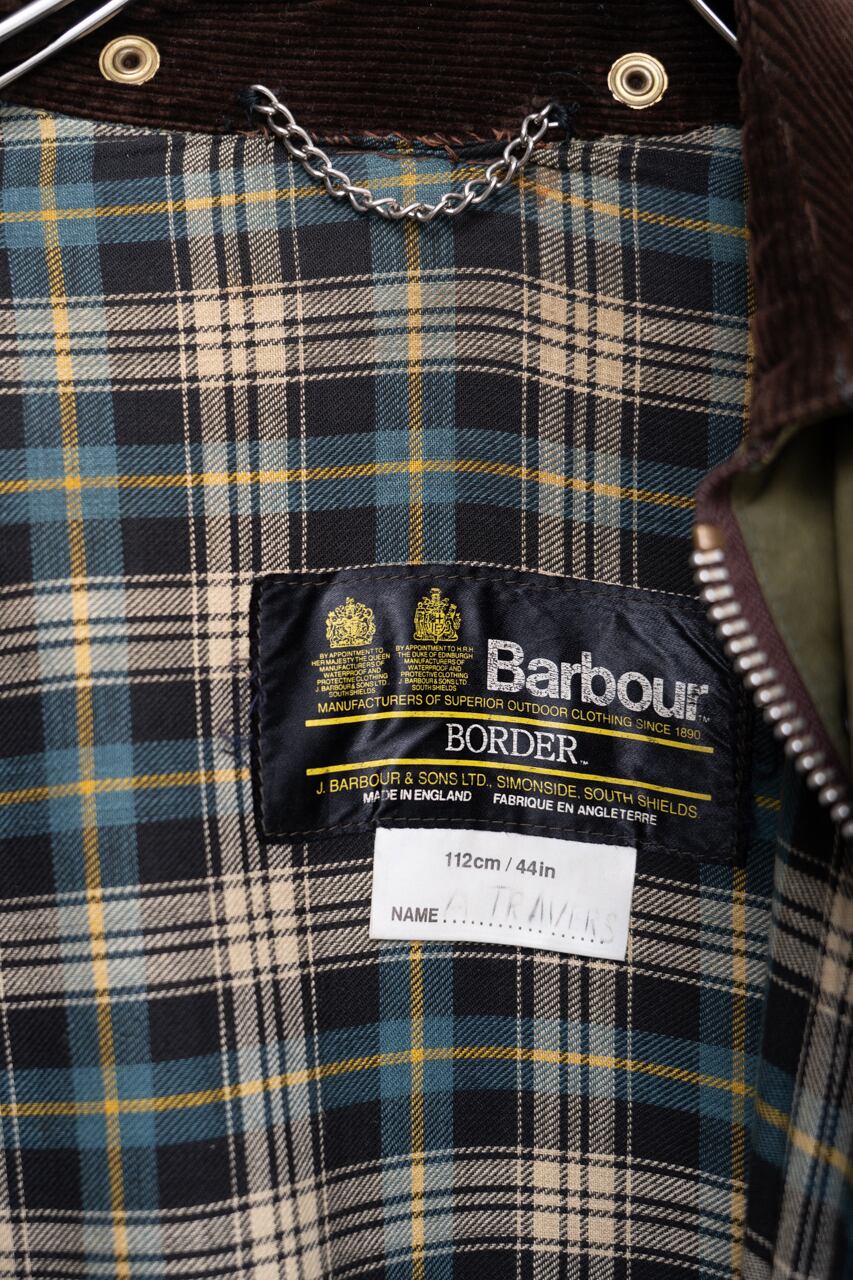 BY APPOINTMENT TO
HER MAJESTY THE QUEEN
MANUFACTURERS OF
WATERPROOF AND
PROTECTIVE CLOTHING
J. BARBOUR & SONS LTD.
SOUTH SHIELDS
BY APPOINTMENT TO H.R.H.
THE DUKE OF EDINBURGH
MANUFACTURERS OF
WATERPROOF AND
PROTECTIVE CLOTHING
J. BARBOUR & SONS LTD
SOUTH SHIELDS
Barbour™
MANUFACTURERS OF SUPERIOR OUTDOOR CLOTHING SINCE 1890
BORDER™
J. BARBOUR & SONS LTD., SIMONSIDE, SOUTH SHIELDS.
MADE IN ENGLAND FABRIQUE EN ANGLETERRE
112cm / 44in
NAME A. TRAVERS